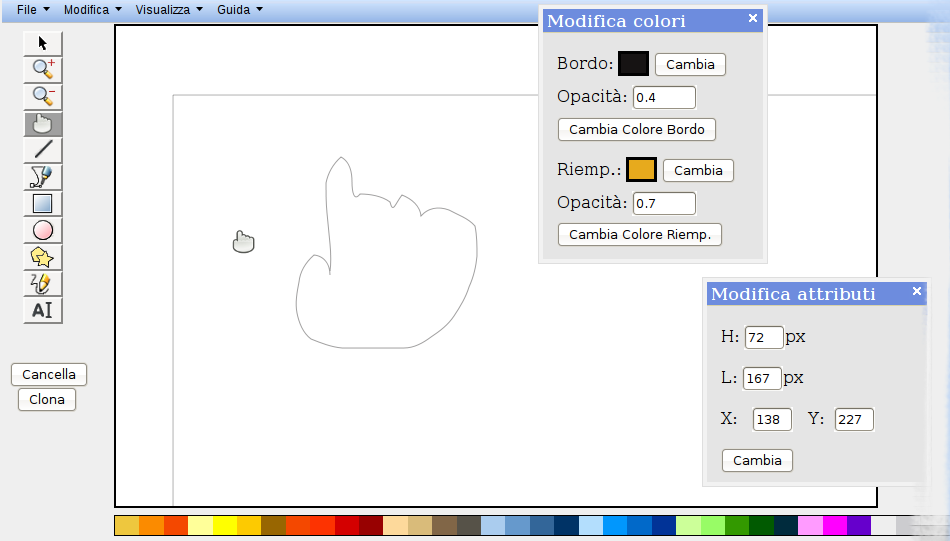 File Modifica Visualizza Guida
Modifica colori
Bordo: Cambia
Opacità: 0.4
Cambia Colore Bordo
Riemp.: Cambia
Opacità: 0.7
Cambia Colore Riemp.
Modifica attributi
H: 72 px
L: 167 px
X: 138 Y: 227
Cambia
AI
Cancella
Clona